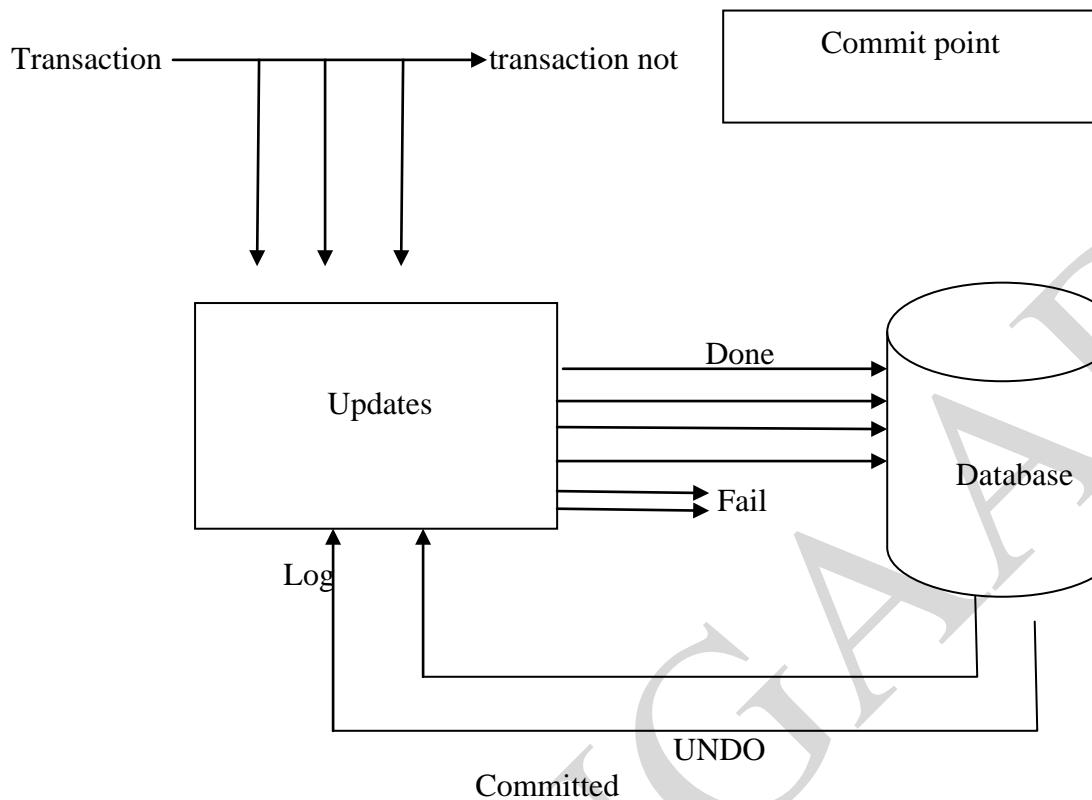 Transaction
transaction not
Commit point
Done
Updates
Database
Fail
Log
UNDO
Committed